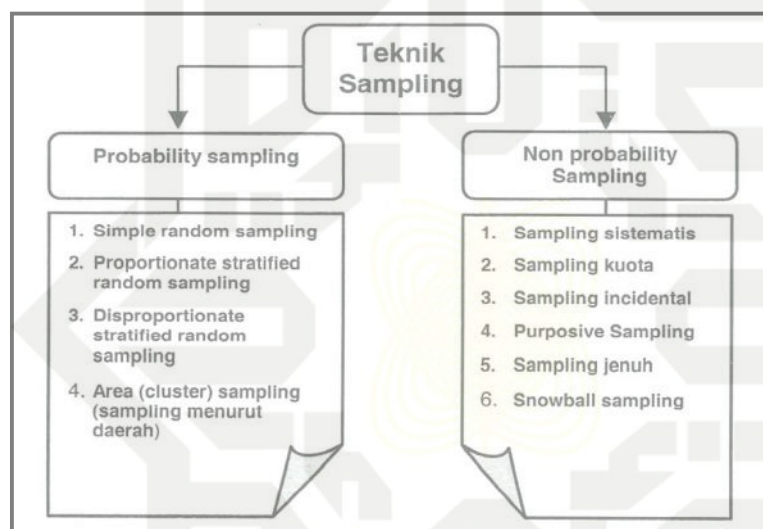 Teknik
Sampling
Probability sampling
1. Simple random sampling
2. Proportionate stratified
random sampling
3. Disproportionate
stratified random
sampling
4. Area (cluster) sampling
(sampling menurut
daerah)
Non probability
Sampling
1. Sampling sistematis
2. Sampling kuota
3. Sampling incidental
4. Purposive Sampling
5. Sampling jenuh
6. Snowball sampling